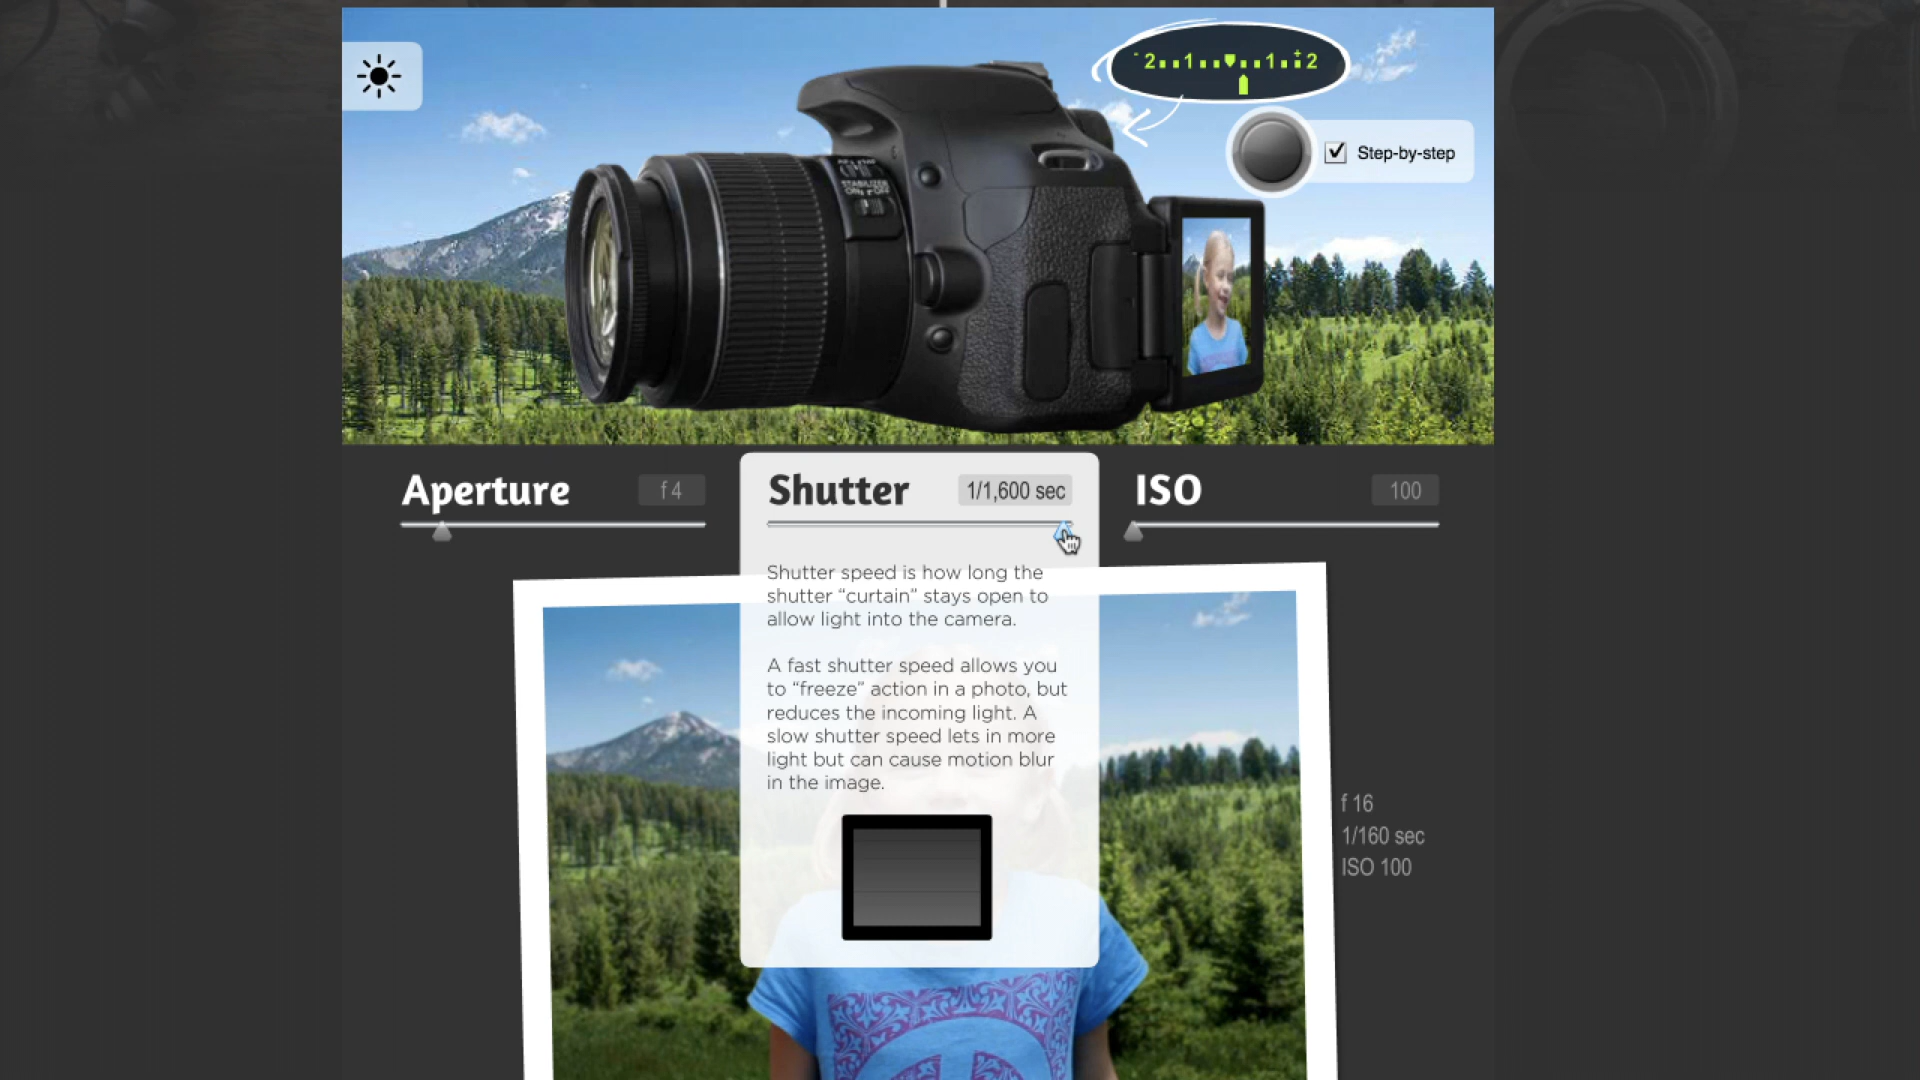 - 2 1 1 + 2
Step-by-step
STABILIZER
ON OFF
Aperture f 4
Shutter 1/1,600 sec
ISO 100
Shutter speed is how long the
shutter “curtain” stays open to
allow light into the camera.
A fast shutter speed allows you
to “freeze” action in a photo, but
reduces the incoming light. A
slow shutter speed lets in more
light but can cause motion blur
in the image.
f 16
1/160 sec
ISO 100